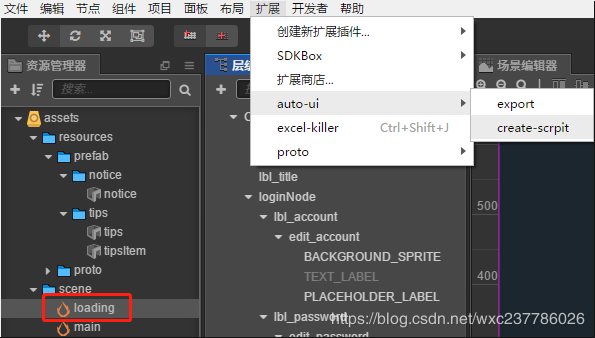 文件 编辑 节点 组件 项目 面板 布局 扩展 开发者 帮助
资源管理器
搜索...
assets
resources
prefab
notice
notice
tips
tips
tipsItem
proto
scene
loading
main
层级
搜
lbl_title
loginNode
lbl_account
edit_account
BACKGROUND_SPRITE
TEXT_LABEL
PLACEHOLDER_LABEL
lbl_password
edit_password
创建新扩展插件...
SDKBox
扩展商店...
auto-ui
excel-killer Ctrl+Shift+J
proto
export
create-scrpit
场景编辑器
500
400
https://blog.csdn.net/wxc237786026